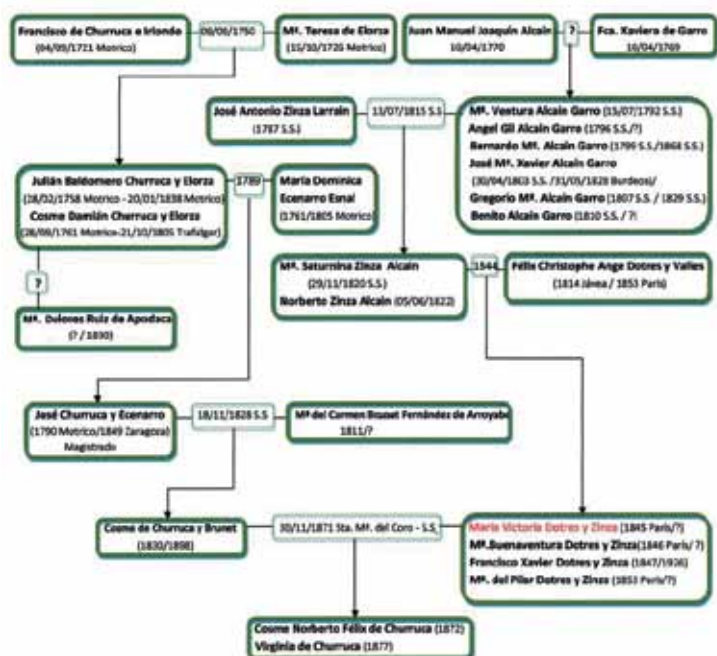 Francisco de Churruca e Iriondo
(04/09/1721 Motrico)
08/06/1750
Mª. Teresa de Elorza
(15/10/1726 Motrico)
Juan Manuel Joaquín Alcain
10/04/1770
?
Fca. Xaviera de Garro
10/04/1769
José Antonio Zinza Larrain
(1787 S.S.)
13/07/1815 S.S
Mª. Ventura Alcain Garro (15/07/1792 S.S.)
Angel Gil Alcain Garro (1796 S.S./?)
Bernardo Mª. Alcain Garro (1799 S.S./1868 S.S.)
José Mª. Xavier Alcain Garro
(30/04/1803 S.S. /31/05/1828 Burdeos)/
Gregorio Mª. Alcain Garro (1807 S.S / 1829 S.S.)
Benito Alcain Garro (1810 S.S. / ?)
Julián Baldomero Churruca y Elorza
(28/02/1758 Motrico - 20/01/1838 Motrico)
Cosme Damián Churruca y Elorza
(28/09/1761 Motrico-21/10/1805 Trafalgar)
1789
María Dominica
Ecenarro Esnal
(1761/1805 Motrico)
?
Mª. Dolores Ruiz de Apodaca
(? / 1890)
Mª. Saturnina Zinza Alcain
(29/11/1820 S.S.)
Norberto Zinza Alcain (05/06/1822)
1544
Félix Christophe Ange Dotres y Valles
(1814 / 1853 París)
José Churruca y Ecenarro
(1790 Motrico/1849 Zaragoza)
Magistrado
18/11/1828 S.S
Mª del Carmen Brunet Fernández de Arroyabe
1811/?
Cosme de Churruca y Brunet
(1830/1898)
30/11/1871 Sta. Mª. del Coro - S.S,
María Victoria Dotres y Zinza (1845 París/?)
Mª.Buenaventura Dotres y Zinza(1846 París/ ?)
Francisco Xavier Dotres y Zinza (1847/1926)
Mª. del Pilar Dotres y Zinza (1853 París/?)
Cosme Norberto Félix de Churruca (1872)
Virginia de Churruca (1877)